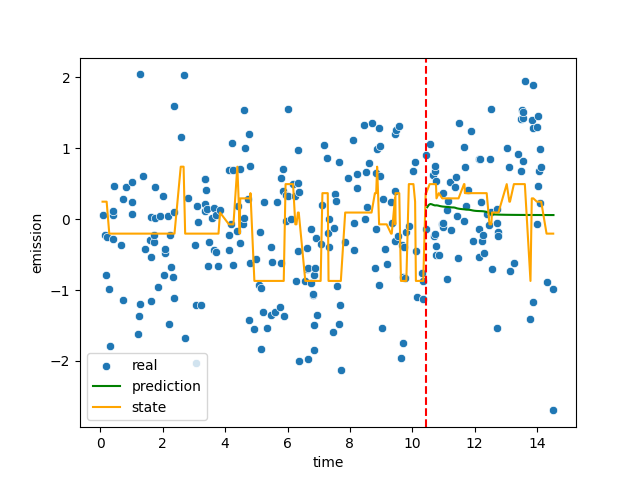 2
1
0
−1
−2
emission
real
prediction
state
0 2 4 6 8 10 12 14
time